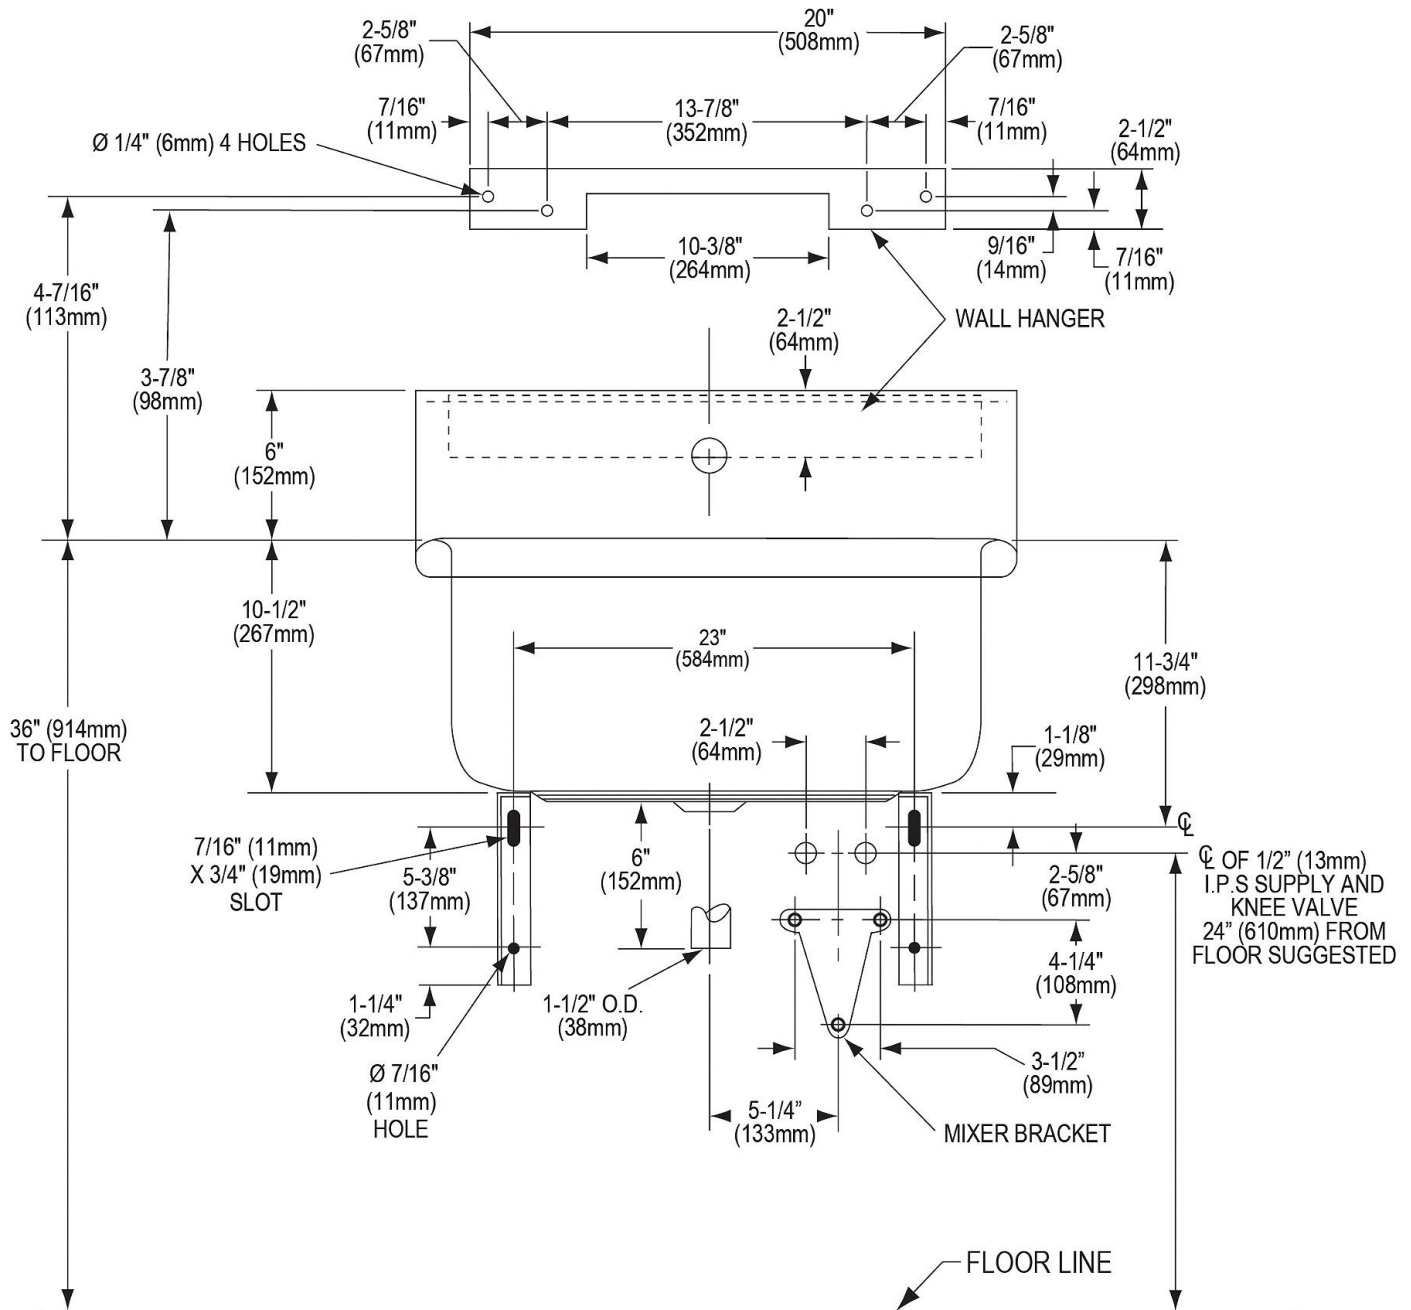 20"
(508mm)
2-5/8"
(67mm)
2-5/8"
(67mm)
7/16"
(11mm)
13-7/8"
(352mm)
7/16"
(11mm)
2-1/2"
(64mm)
Ø 1/4" (6mm) 4 HOLES
10-3/8"
(264mm)
9/16"
(14mm)
7/16"
(11mm)
4-7/16"
(113mm)
2-1/2"
(64mm)
WALL HANGER
3-7/8"
(98mm)
6"
(152mm)
10-1/2"
(267mm)
23"
(584mm)
11-3/4"
(298mm)
36" (914mm)
TO FLOOR
2-1/2"
(64mm)
1-1/8"
(29mm)
℄
7/16" (11mm)
X 3/4" (19mm)
SLOT
5-3/8"
(137mm)
6"
(152mm)
2-5/8"
(67mm)
℄ OF 1/2” (13mm)
I.P.S SUPPLY AND
KNEE VALVE
24” (610mm) FROM
FLOOR SUGGESTED
4-1/4"
(108mm)
1-1/4"
(32mm)
1-1/2" O.D.
(38mm)
Ø 7/16"
(11mm)
HOLE
3-1/2”
(89mm)
5-1/4”
(133mm)
MIXER BRACKET
FLOOR LINE